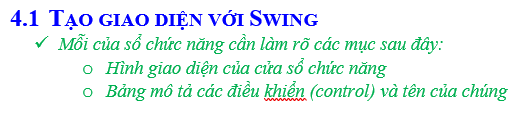 4.1 TẠO GIAO DIỆN VỚI SWING
✓ Mỗi của sổ chức năng cần làm rõ các mục sau đây:
o Hình giao diện của cửa sổ chức năng
o Bảng mô tả các điều khiển (control) và tên của chúng